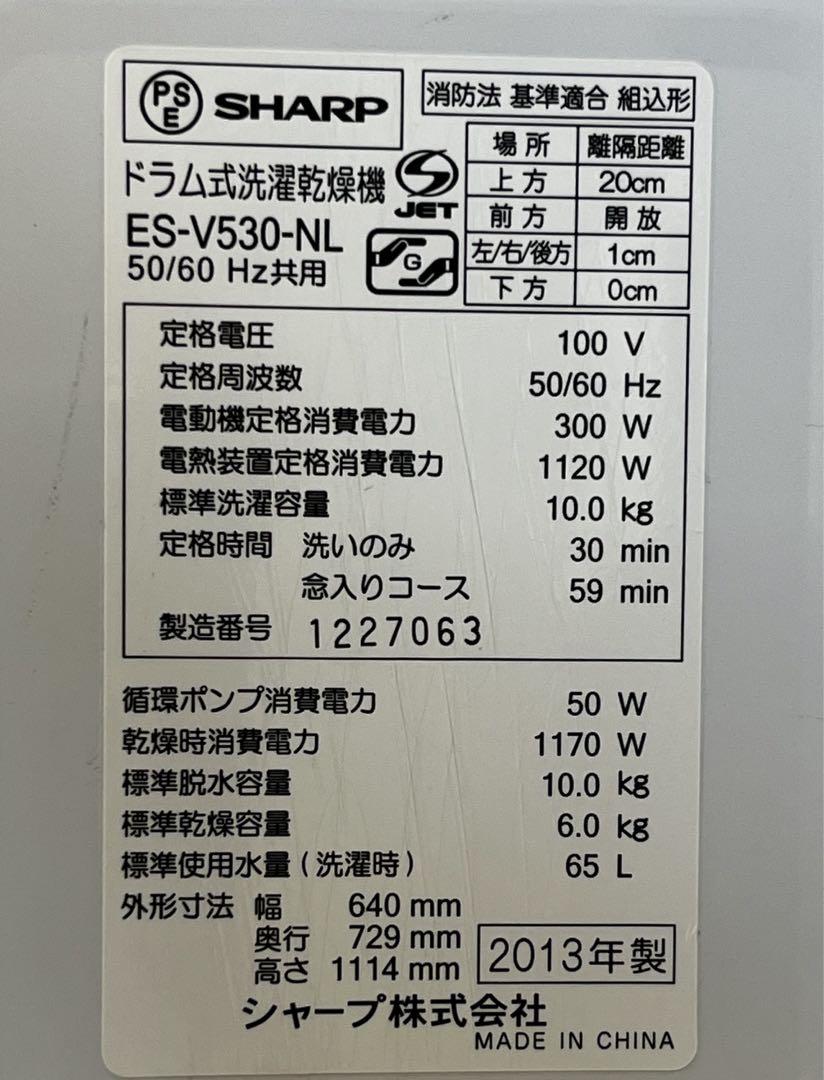 PSE SHARP
消防法 基準適合 組込形
ドラム式洗濯乾燥機
ES-V530-NL
50/60 Hz共用
JET
G
場所 離隔距離
上方 20cm
前方 開放
左/右/後方 1cm
下方 0cm
定格電圧 100 V
定格周波数 50/60 Hz
電動機定格消費電力 300 W
電熱装置定格消費電力 1120 W
標準洗濯容量 10.0 kg
定格時間 洗いのみ 30 min
念入りコース 59 min
製造番号 1227063
循環ポンプ消費電力 50 W
乾燥時消費電力 1170 W
標準脱水容量 10.0 kg
標準乾燥容量 6.0 kg
標準使用水量(洗濯時) 65 L
外形寸法 幅 640 mm
奥行 729 mm
高さ 1114 mm
2013年製
シャープ株式会社
MADE IN CHINA